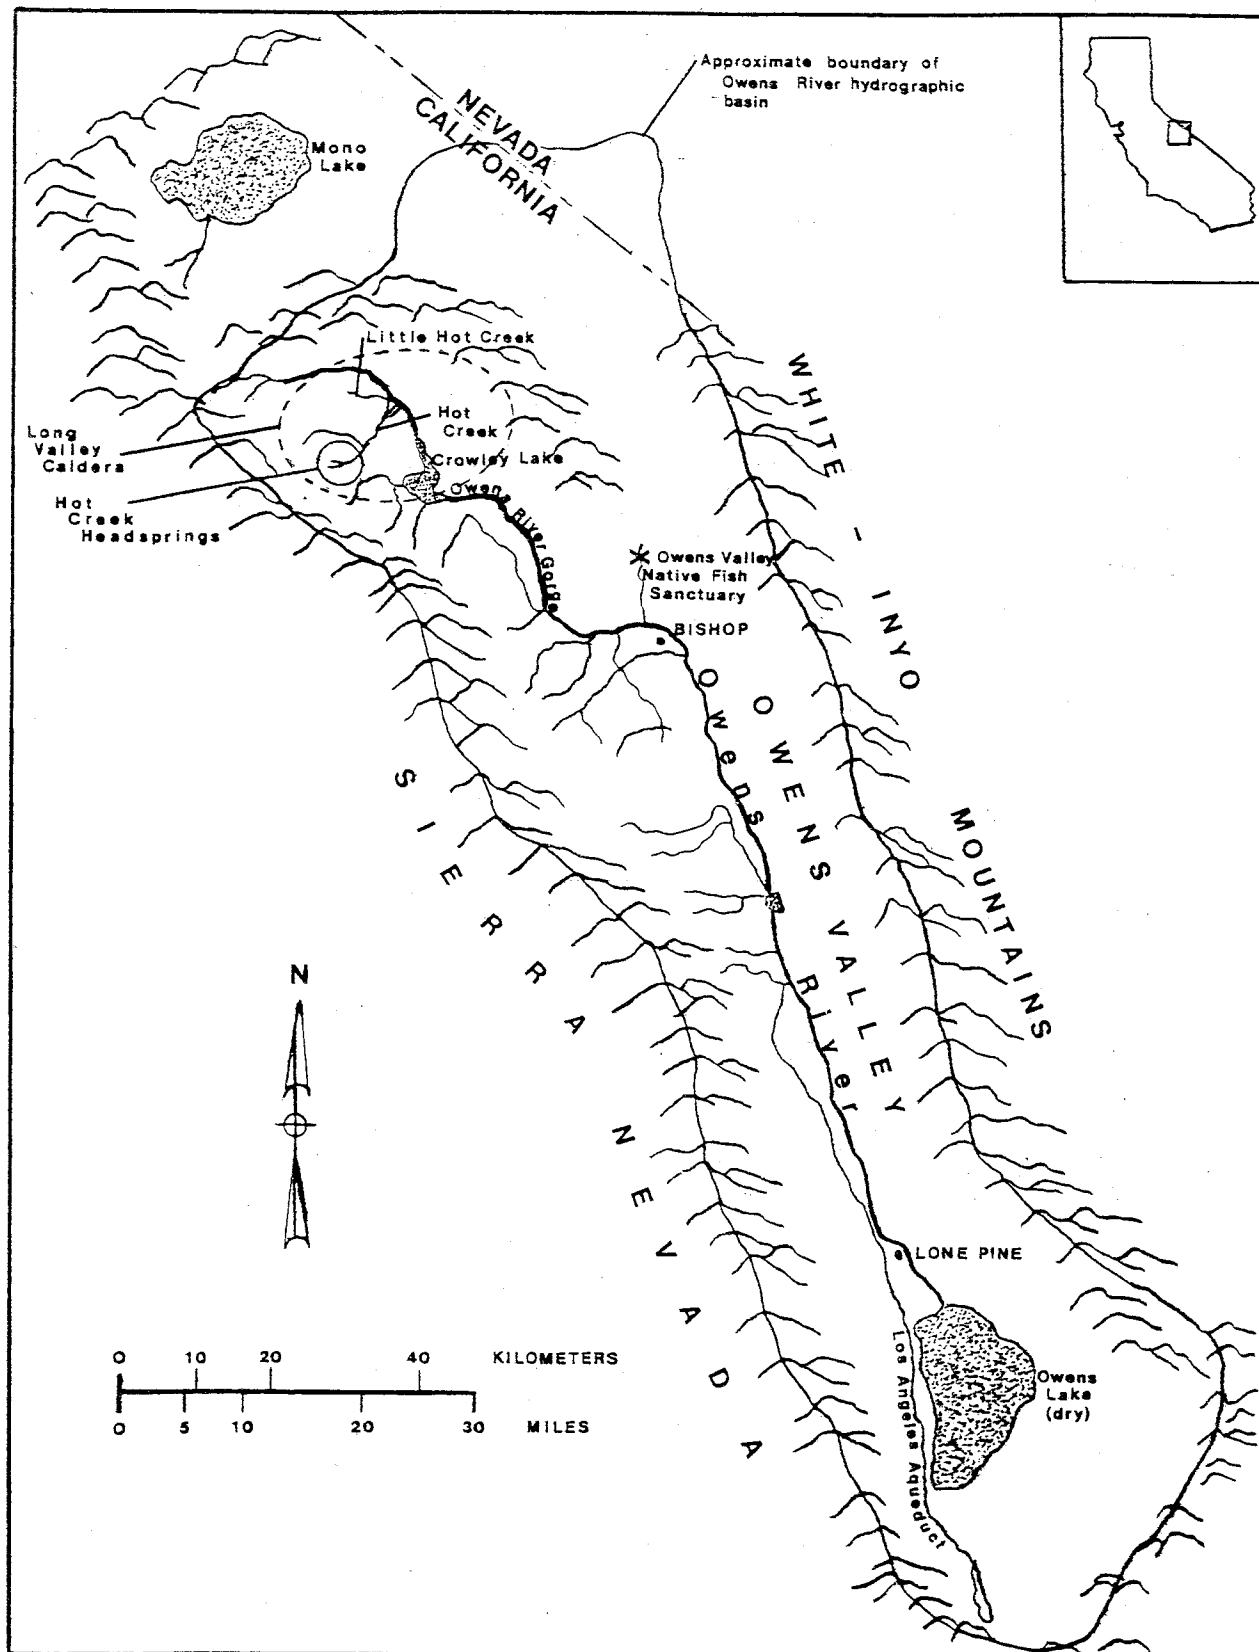 Approximate boundary of
Owens River hydrographic
basin
NEVADA
CALIFORNIA
Mono
Lake
Little Hot Creek
Hot
Creek
Long
Valley
Caldera
Crowley Lake
Hot
Creek
Headsprings
Owens River Gorge
WHITE - INYO MOUNTAINS
Owens Valley
Native Fish
Sanctuary
BISHOP
Owens River
OWENS VALLEY
SIERRA NEVADA
N
LONE PINE
0 10 20 40 KILOMETERS
0 5 10 20 30 MILES
Los Angeles Aqueduct
Owens
Lake
(dry)